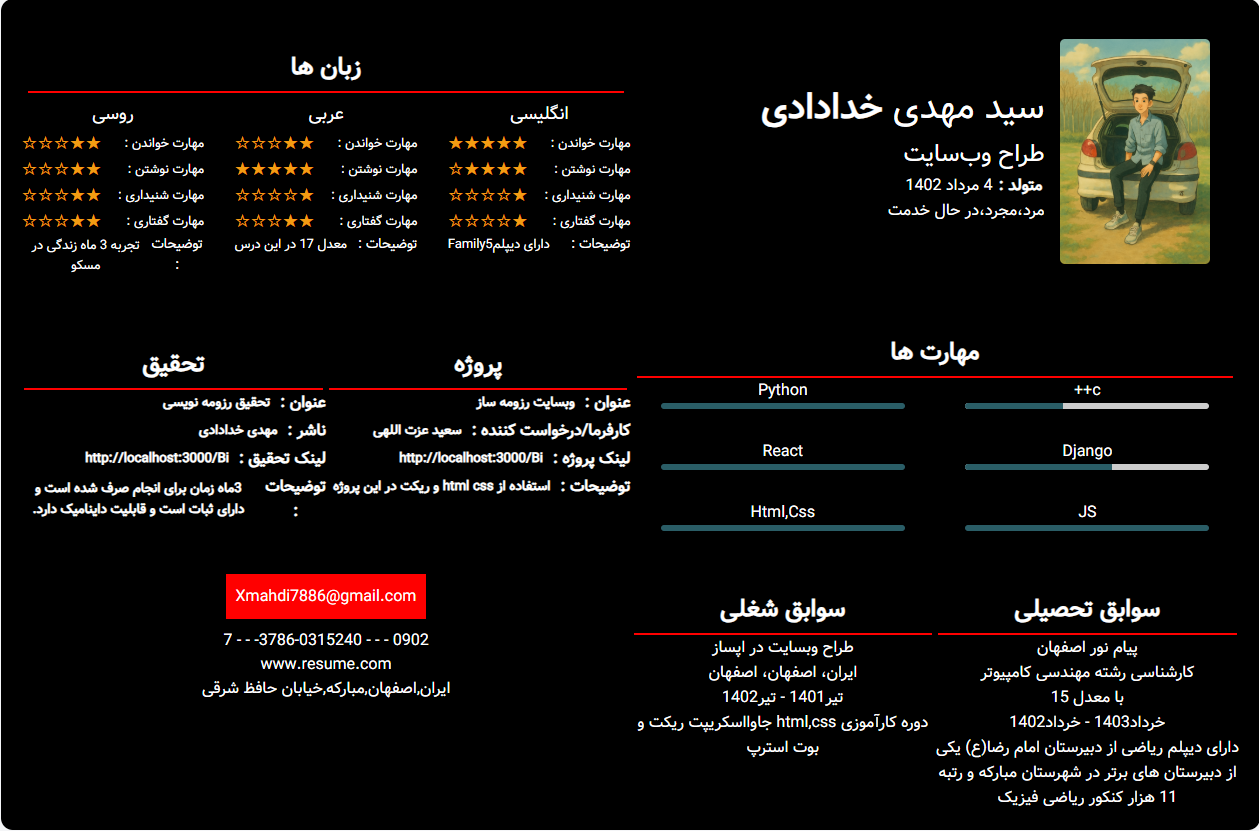 سید مهدی خدادادی
طراح وب‌سایت
متولد : 4 مرداد 1402
مرد،مجرد،در حال خدمت
زبان ها
انگلیسی
مهارت خواندن : ★★★★★
مهارت نوشتن : ★★★★☆
مهارت شنیداری : ☆☆☆☆☆
مهارت گفتاری : ☆☆☆☆☆
توضیحات : دارای دیپلم Family5
عربی
مهارت خواندن : ★★☆☆☆
مهارت نوشتن : ★★★★★
مهارت شنیداری : ★☆☆☆☆
مهارت گفتاری : ★★☆☆☆
توضیحات : معدل 17 در این درس
روسی
مهارت خواندن : ★★☆☆☆
مهارت نوشتن : ★★☆☆☆
مهارت شنیداری : ★★☆☆☆
مهارت گفتاری : ★★☆☆☆
توضیحات : تجربه 3 ماه زندگی در
مسکو
مهارت ها
++c
Python
Django
React
JS
Html,Css
پروژه
عنوان : وبسایت رزومه ساز
کارفرما/درخواست کننده : سعید عزت اللهی
لینک پروژه : http://localhost:3000/Bi
توضیحات : استفاده از html css و ریکت در این پروژه
تحقیق
عنوان : تحقیق رزومه نویسی
ناشر : مهدی خدادادی
لینک تحقیق : http://localhost:3000/Bi
توضیحات : 3ماه زمان برای انجام صرف شده است و
دارای ثبات است و قابلیت داینامیک دارد.
سوابق تحصیلی
پیام نور اصفهان
کارشناسی رشته مهندسی کامپیوتر
با معدل 15
خرداد1403 - خرداد1402
دارای دیپلم ریاضی از دبیرستان امام رضا(ع) یکی
از دبیرستان های برتر در شهرستان مبارکه و رتبه
11 هزار کنکور ریاضی فیزیک
سوابق شغلی
طراح وبسایت در اپساز
ایران، اصفهان، اصفهان
تیر1401 - تیر1402
دوره کارآموزی html,css جاوااسکریپت ریکت و
بوت استرپ
Xmahdi7886@gmail.com
7 - - -3786-0315240 - - - 0902
www.resume.com
ایران,اصفهان,مبارکه,خیابان حافظ شرقی